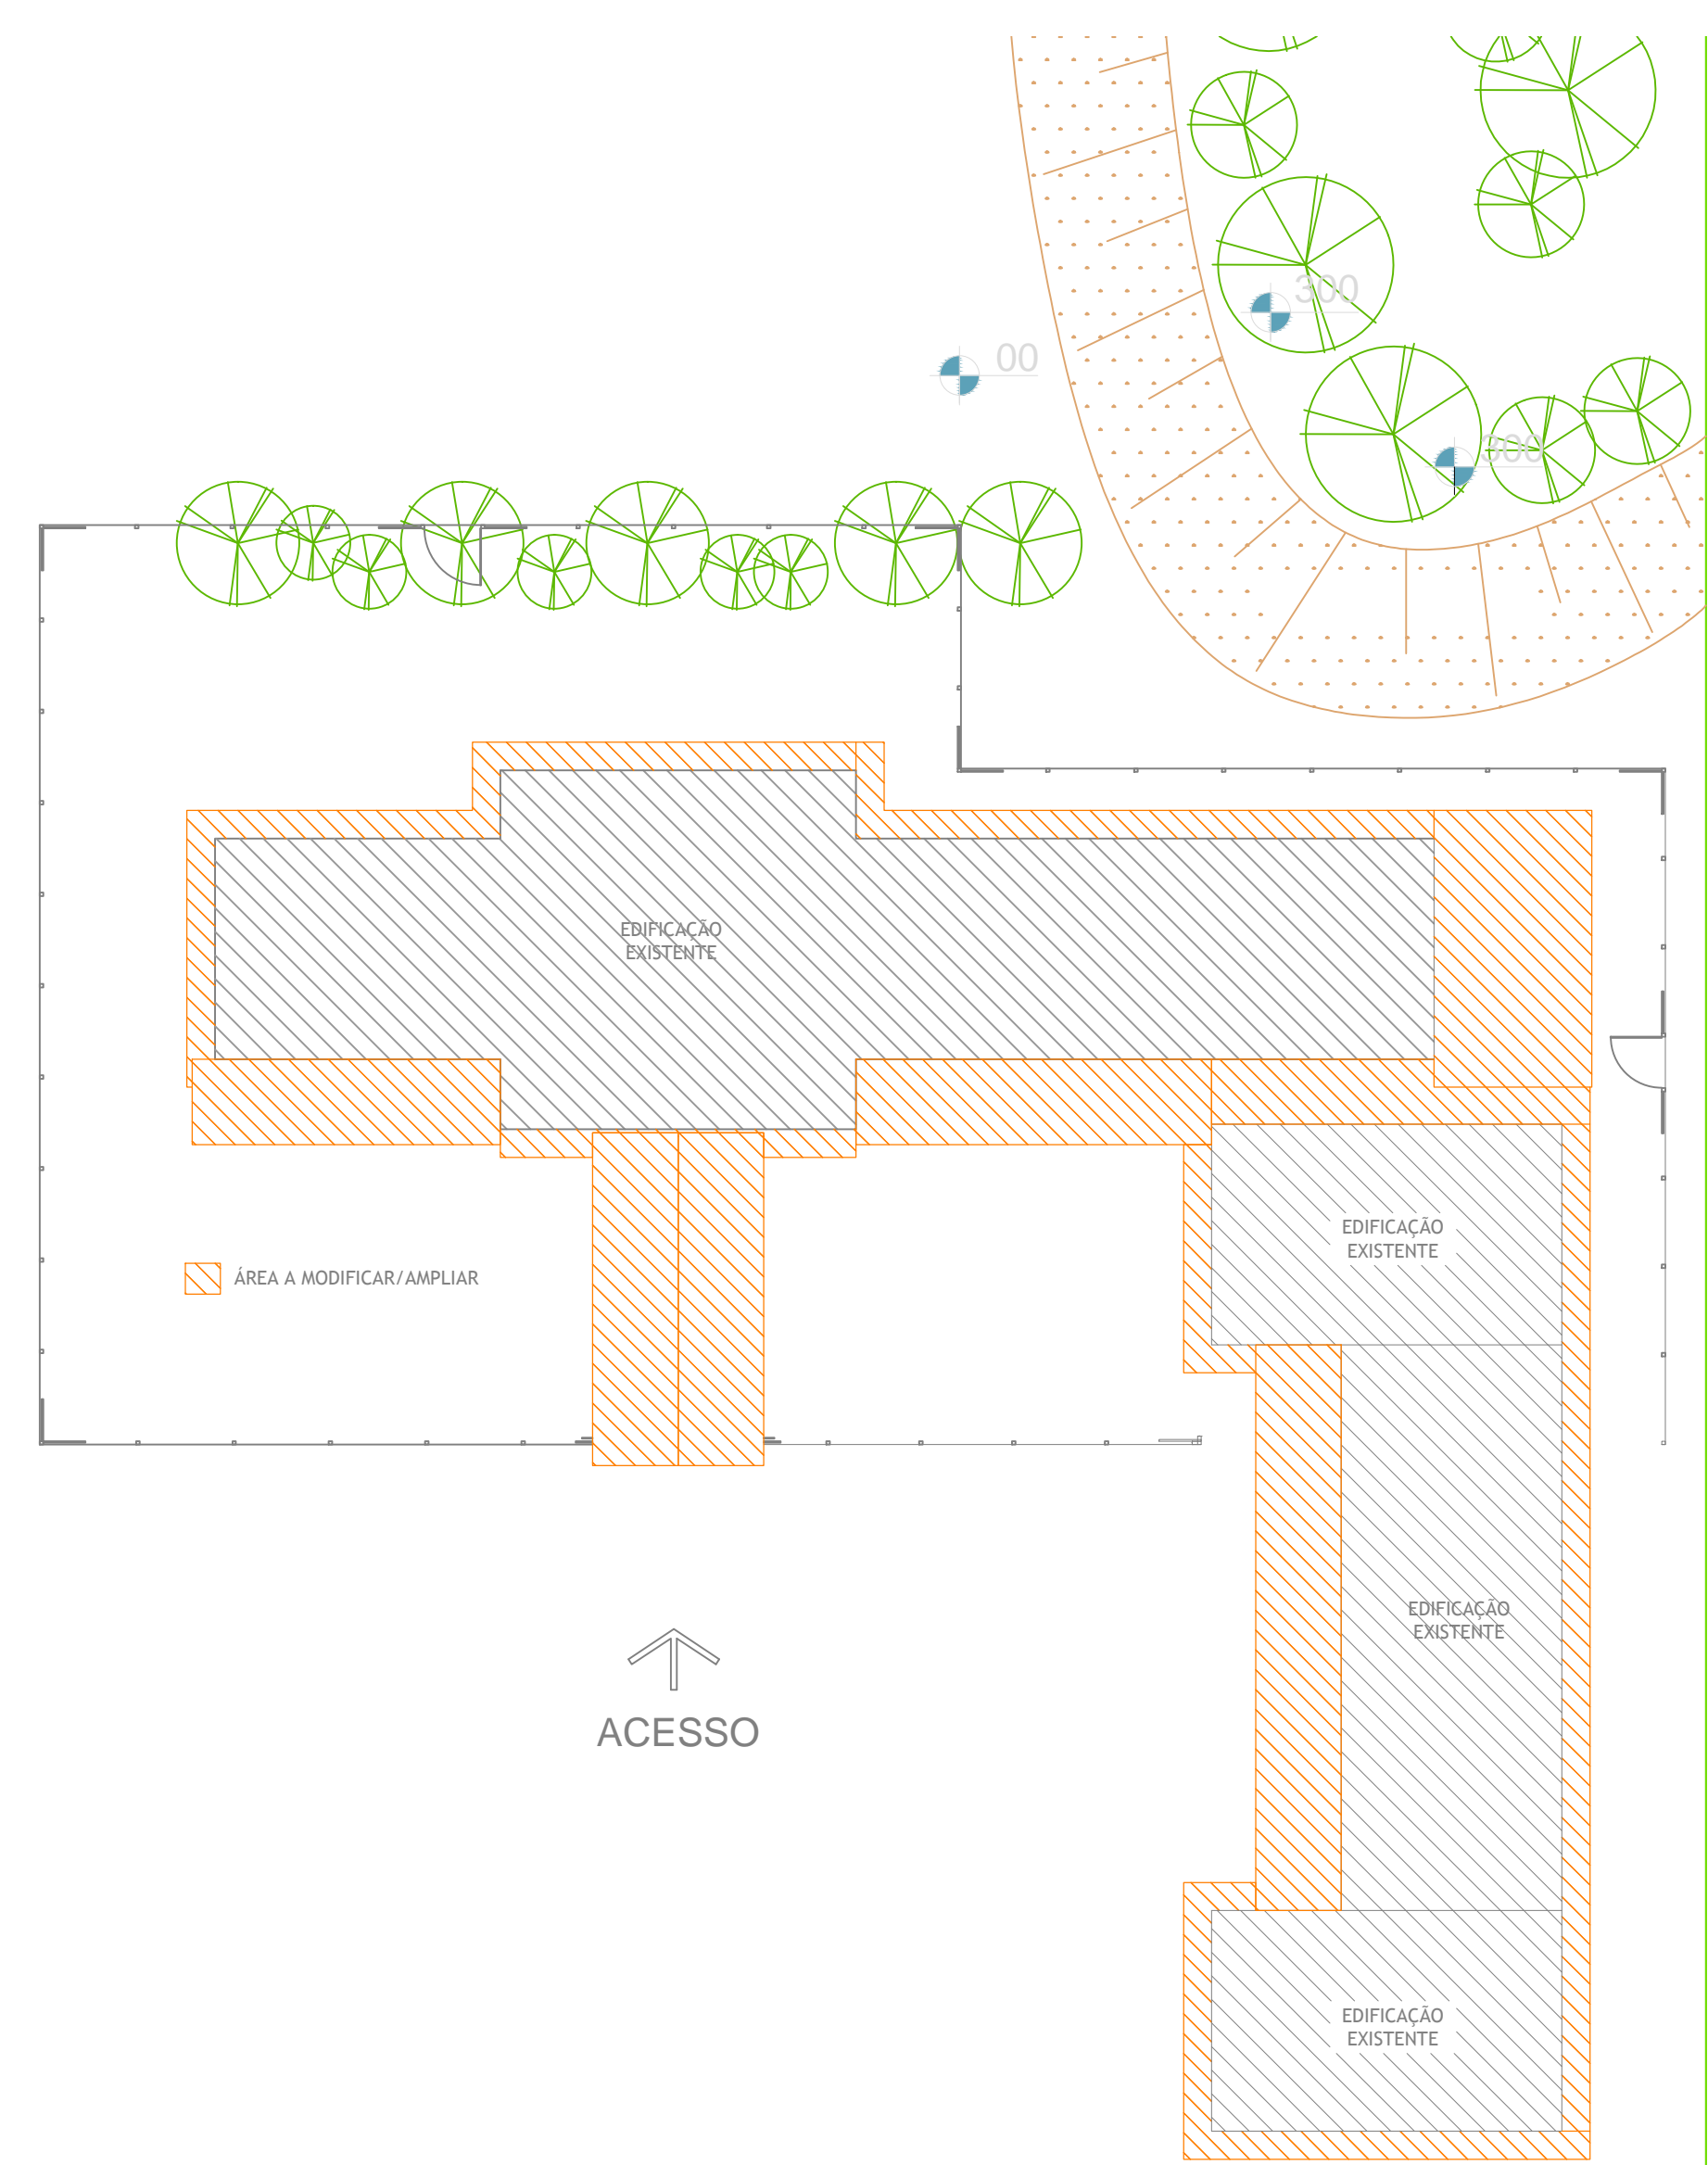 300
00
300
EDIFICAÇÃO
EXISTENTE
EDIFICAÇÃO
EXISTENTE
ÁREA A MODIFICAR/AMPLIAR
EDIFICAÇÃO
EXISTENTE
ACESSO
EDIFICAÇÃO
EXISTENTE